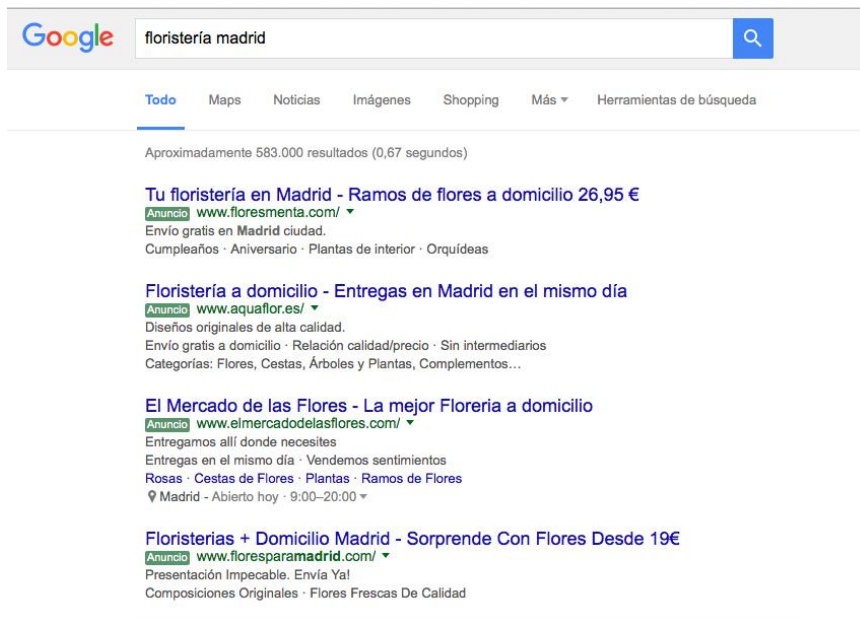 Google floristería madrid
Todo Maps Noticias Imágenes Shopping Más Herramientas de búsqueda
Aproximadamente 583.000 resultados (0,67 segundos)
Tu floristería en Madrid - Ramos de flores a domicilio 26,95 €
Anuncio www.floresmenta.com/
Envío gratis en Madrid ciudad.
Cumpleaños · Aniversario · Plantas de interior · Orquídeas
Floristería a domicilio - Entregas en Madrid en el mismo día
Anuncio www.aquaflor.es/
Diseños originales de alta calidad.
Envío gratis a domicilio · Relación calidad/precio · Sin intermediarios
Categorías: Flores, Cestas, Árboles y Plantas, Complementos…
El Mercado de las Flores - La mejor Floreria a domicilio
Anuncio www.elmercadodelasflores.com/
Entregamos allí donde necesites
Entregas en el mismo día · Vendemos sentimientos
Rosas · Cestas de Flores · Plantas · Ramos de Flores
Madrid - Abierto hoy · 9:00–20:00
Floristerias + Domicilio Madrid - Sorprende Con Flores Desde 19€
Anuncio www.floresparamadrid.com/
Presentación Impecable. Envía Ya!
Composiciones Originales · Flores Frescas De Calidad